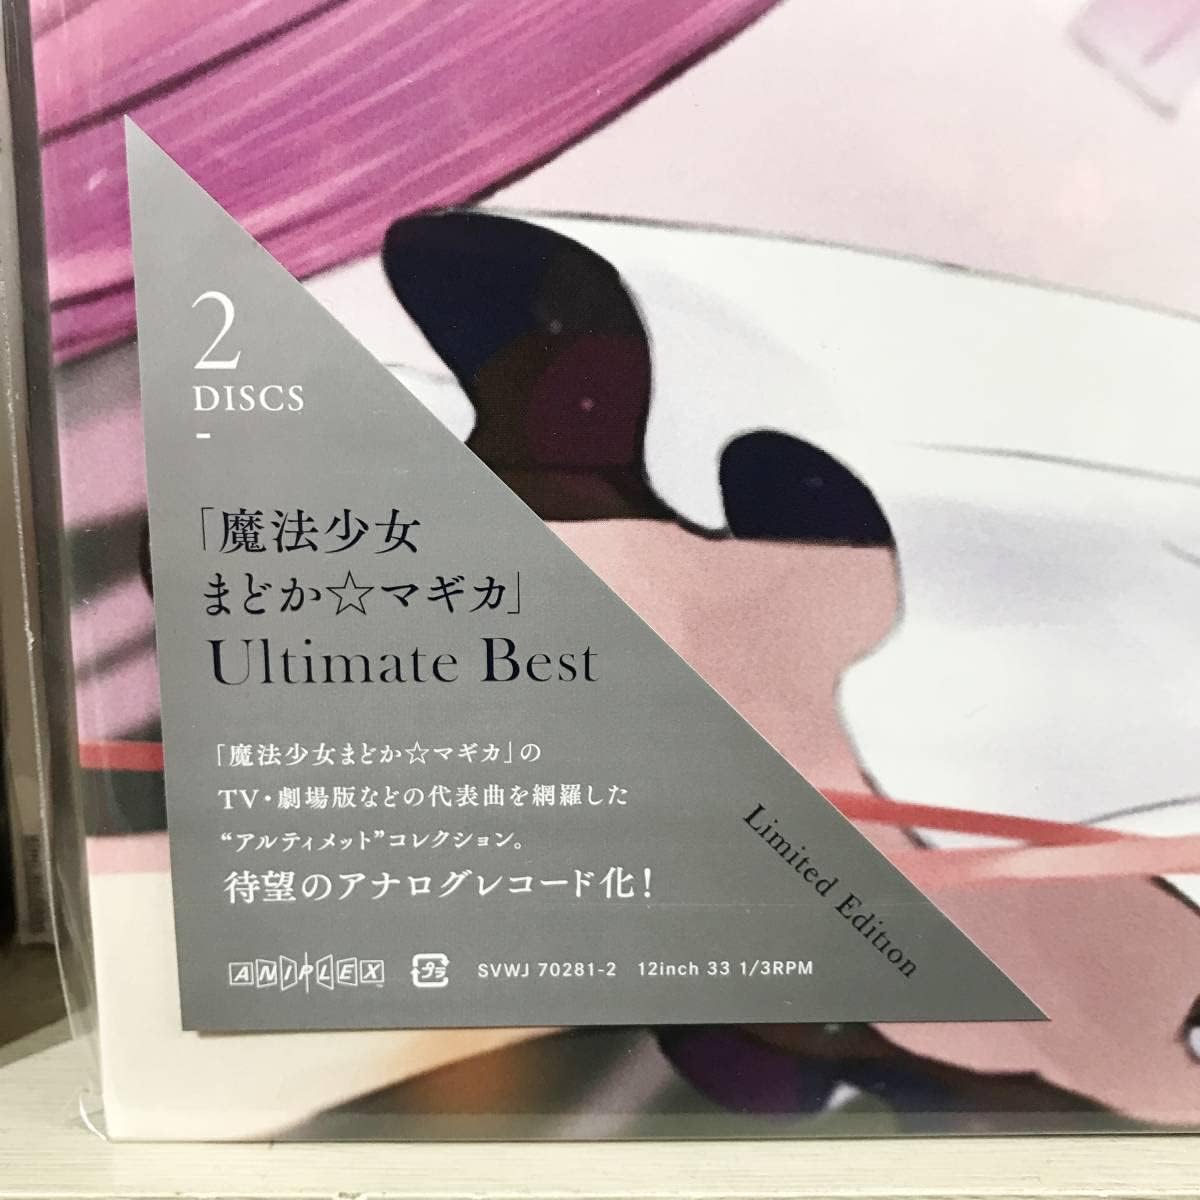 2
DISCS
-
「魔法少女
まどか☆マギカ」
Ultimate Best
「魔法少女まどか☆マギカ」の
TV・劇場版などの代表曲を網羅した
“アルティメット”コレクション。
待望のアナログレコード化!
ANIPLEX プラ SVWJ 70281-2 12inch 33 1/3RPM
Limited Edition